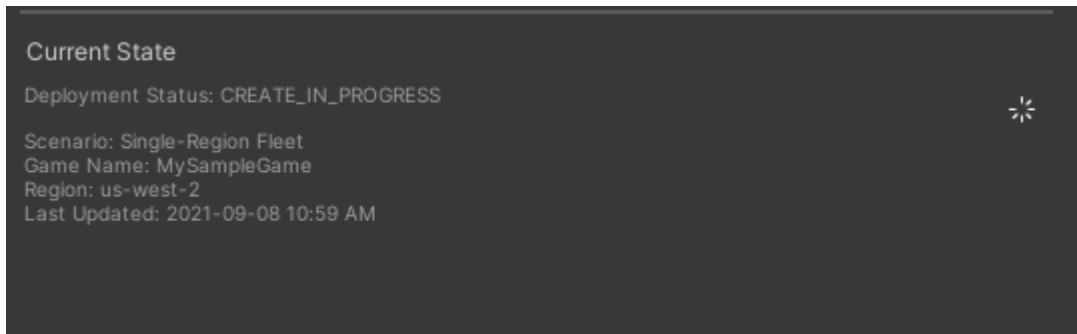 Current State
Deployment Status: CREATE_IN_PROGRESS
Scenario: Single-Region Fleet
Game Name: MySampleGame
Region: us-west-2
Last Updated: 2021-09-08 10:59 AM